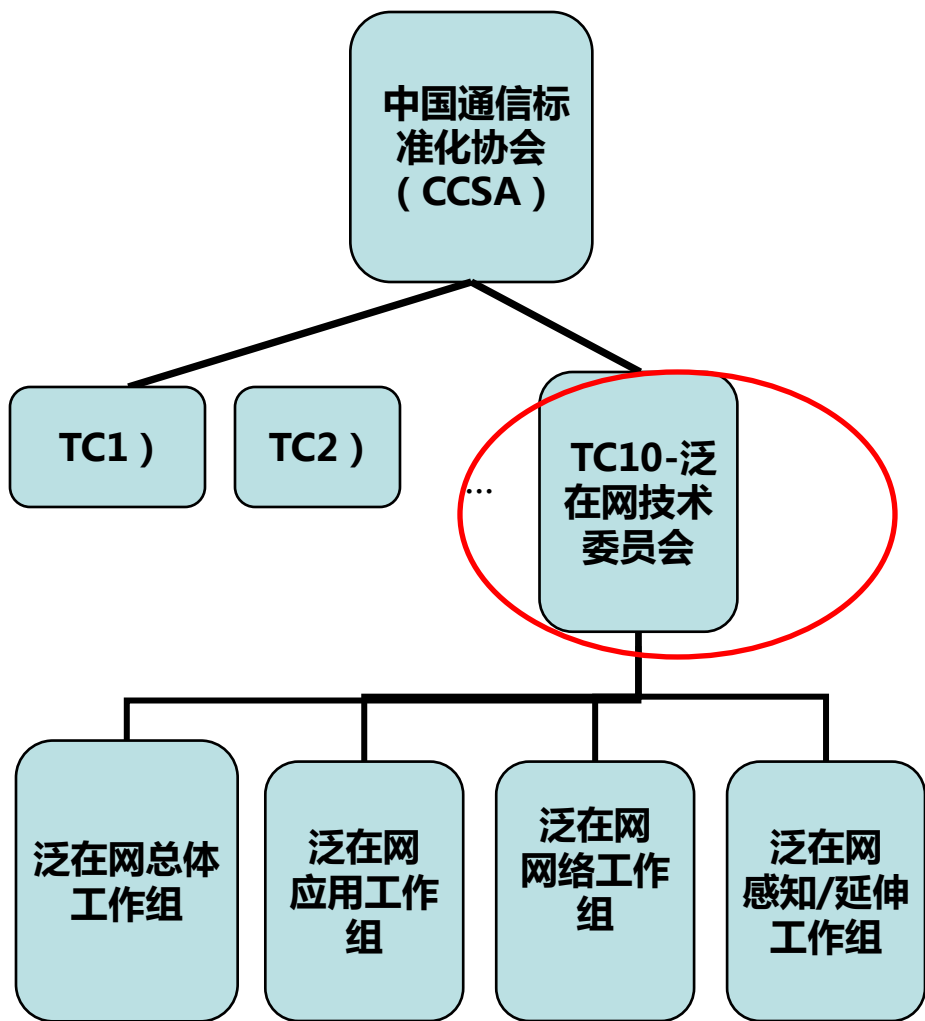 中国通信标
准化协会
（CCSA）
TC1）
TC2）
...
TC10-泛
在网技术
委员会
泛在网总体
工作组
泛在网
应用工作
组
泛在网
网络工作
组
泛在网
感知/延伸
工作组